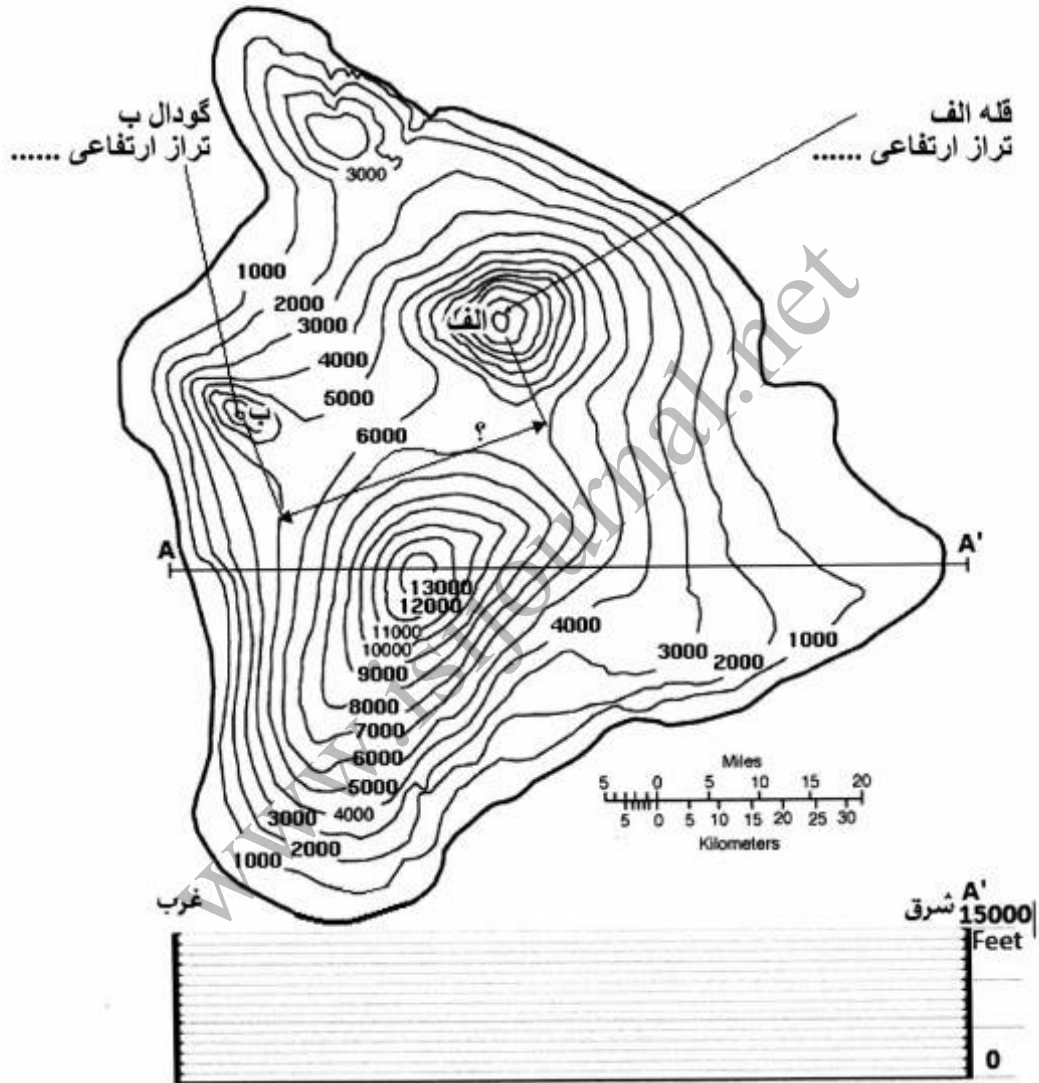 گودال ب
تراز ارتفاعی ......
قله الف
تراز ارتفاعی ......
3000
1000
2000
3000
4000
5000
6000
الف
ب
؟
A
A'
13000
12000
11000
10000
9000
8000
7000
6000
5000
4000
3000
2000
1000
4000
3000
2000
1000
Miles
5 0 5 10 15 20
5 0 5 10 15 20 25 30
Kilometers
غرب
شرق
A'
15000
Feet
0
www.isijournal.net